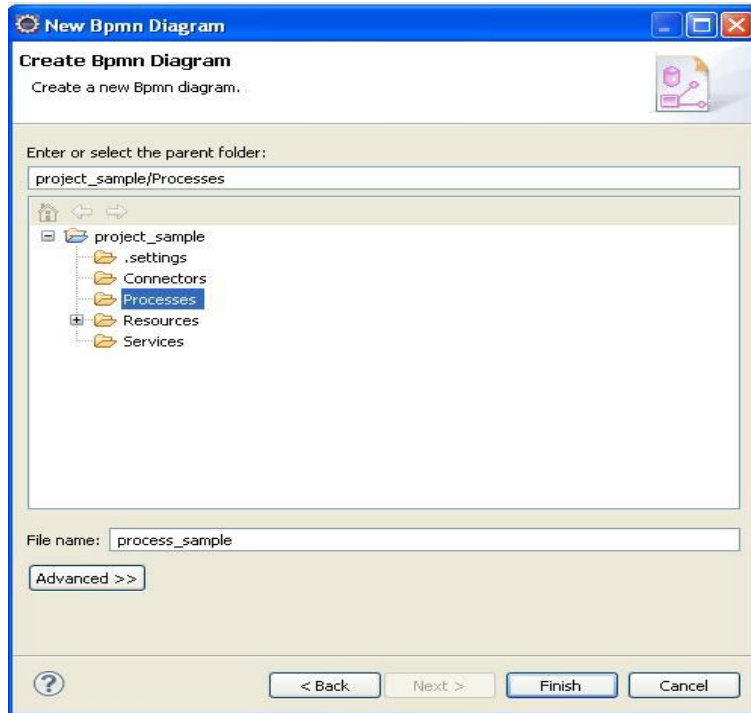 New Bpmn Diagram
Create Bpmn Diagram
Create a new Bpmn diagram.
Enter or select the parent folder:
project_sample/Processes
project_sample
.settings
Connectors
Processes
Resources
Services
File name: process_sample
Advanced >>
< Back Next > Finish Cancel